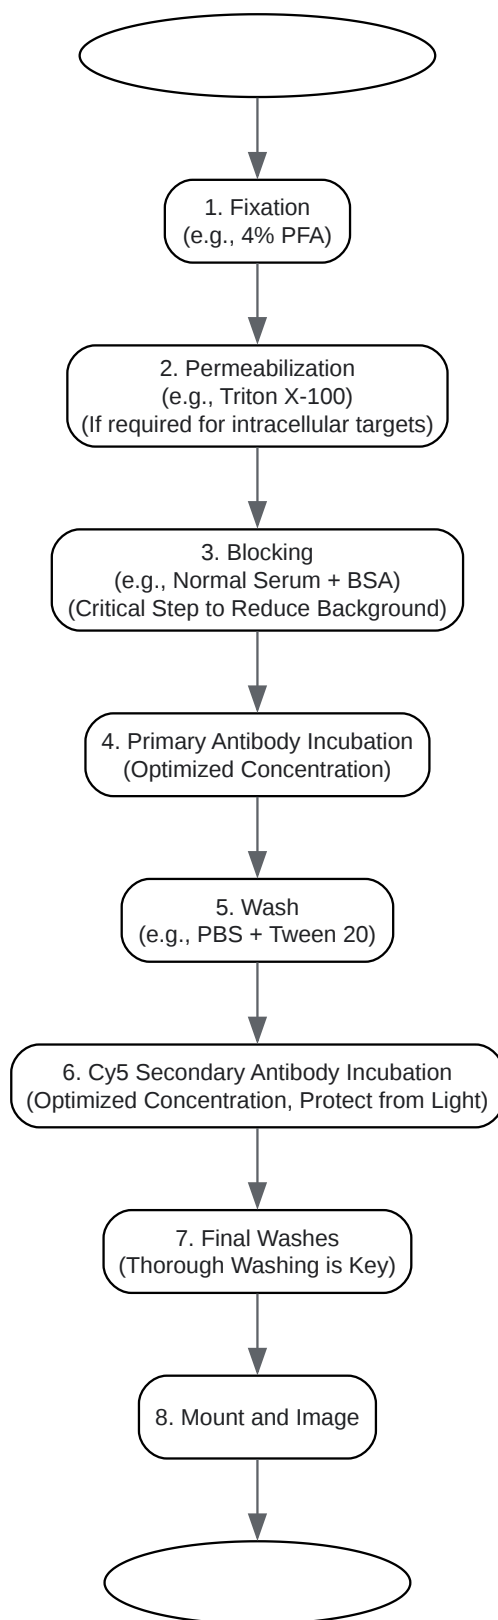 1. Fixation
(e.g., 4% PFA)
2. Permeabilization
(e.g., Triton X-100)
(If required for intracellular targets)
3. Blocking
(e.g., Normal Serum + BSA)
(Critical Step to Reduce Background)
4. Primary Antibody Incubation
(Optimized Concentration)
5. Wash
(e.g., PBS + Tween 20)
6. Cy5 Secondary Antibody Incubation
(Optimized Concentration, Protect from Light)
7. Final Washes
(Thorough Washing is Key)
8. Mount and Image